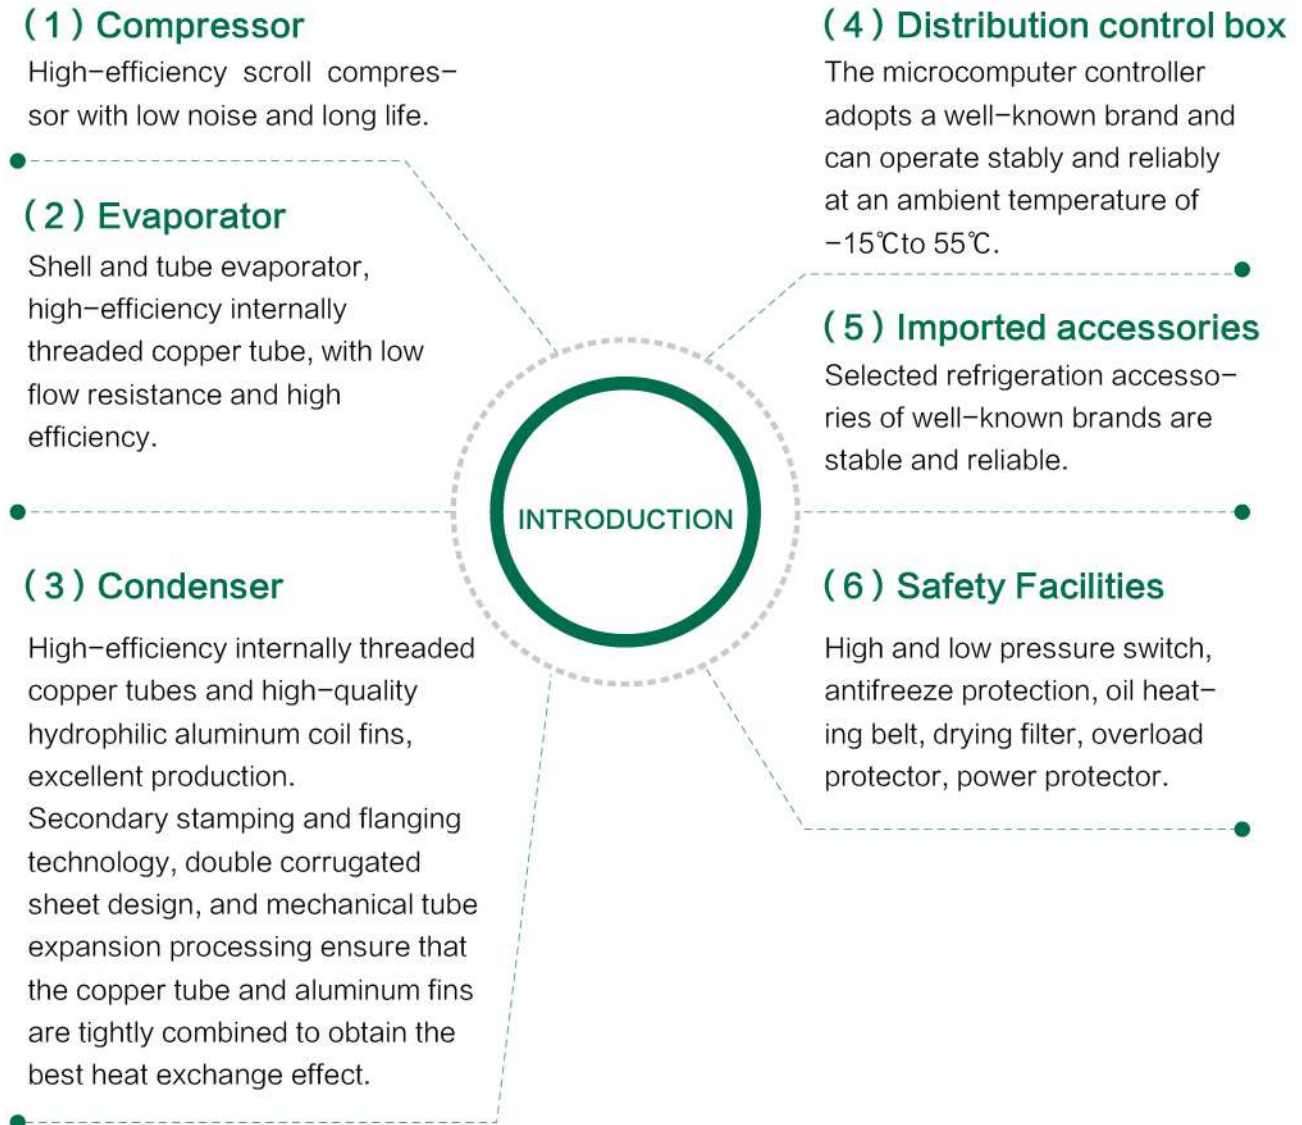 (1) Compressor
High-efficiency scroll compres-
sor with low noise and long life.
(2) Evaporator
Shell and tube evaporator,
high-efficiency internally
threaded copper tube, with low
flow resistance and high
efficiency.
(3) Condenser
High-efficiency internally threaded
copper tubes and high-quality
hydrophilic aluminum coil fins,
excellent production.
Secondary stamping and flanging
technology, double corrugated
sheet design, and mechanical tube
expansion processing ensure that
the copper tube and aluminum fins
are tightly combined to obtain the
best heat exchange effect.
INTRODUCTION
(4) Distribution control box
The microcomputer controller
adopts a well-known brand and
can operate stably and reliably
at an ambient temperature of
-15℃to 55℃.
(5) Imported accessories
Selected refrigeration accesso-
ries of well-known brands are
stable and reliable.
(6) Safety Facilities
High and low pressure switch,
antifreeze protection, oil heat-
ing belt, drying filter, overload
protector, power protector.